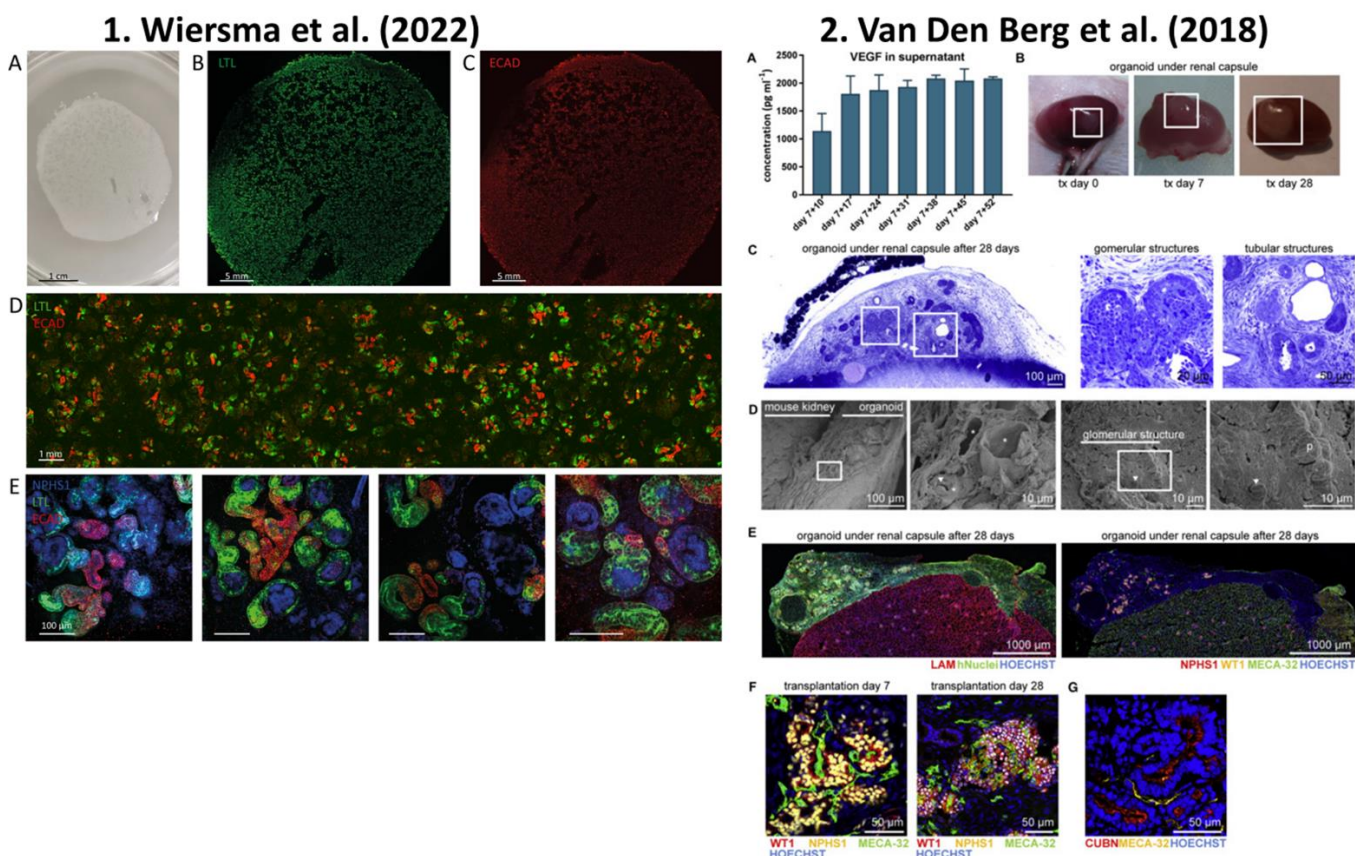 1. Wiersma et al. (2022)
A
B
LTL
C
ECAD
1 cm
5 mm
5 mm
D
LTL
ECAD
1 mm
E
NPHS1
LTL
ECAD
100 µm
2. Van Den Berg et al. (2018)
A
VEGF in supernatant
concentration (pg ml⁻¹)
2500
2000
1500
1000
500
0
day 7+10
day 7+17
day 7+24
day 7+31
day 7+38
day 7+45
day 7+52
B
organoid under renal capsule
tx day 0
tx day 7
tx day 28
C
organoid under renal capsule after 28 days
gomerular structures
tubular structures
100 µm
20 µm
50 µm
D
mouse kidney
organoid
glomerular structure
p
100 µm
10 µm
10 µm
10 µm
E
organoid under renal capsule after 28 days
organoid under renal capsule after 28 days
1000 µm
1000 µm
LAM hNuclei HOECHST
NPHS1 WT1 MECA-32 HOECHST
F
transplantation day 7
transplantation day 28
G
50 µm
50 µm
50 µm
WT1 NPHS1 MECA-32
HOECHST
WT1 NPHS1 MECA-32
HOECHST
CUBN MECA-32 HOECHST